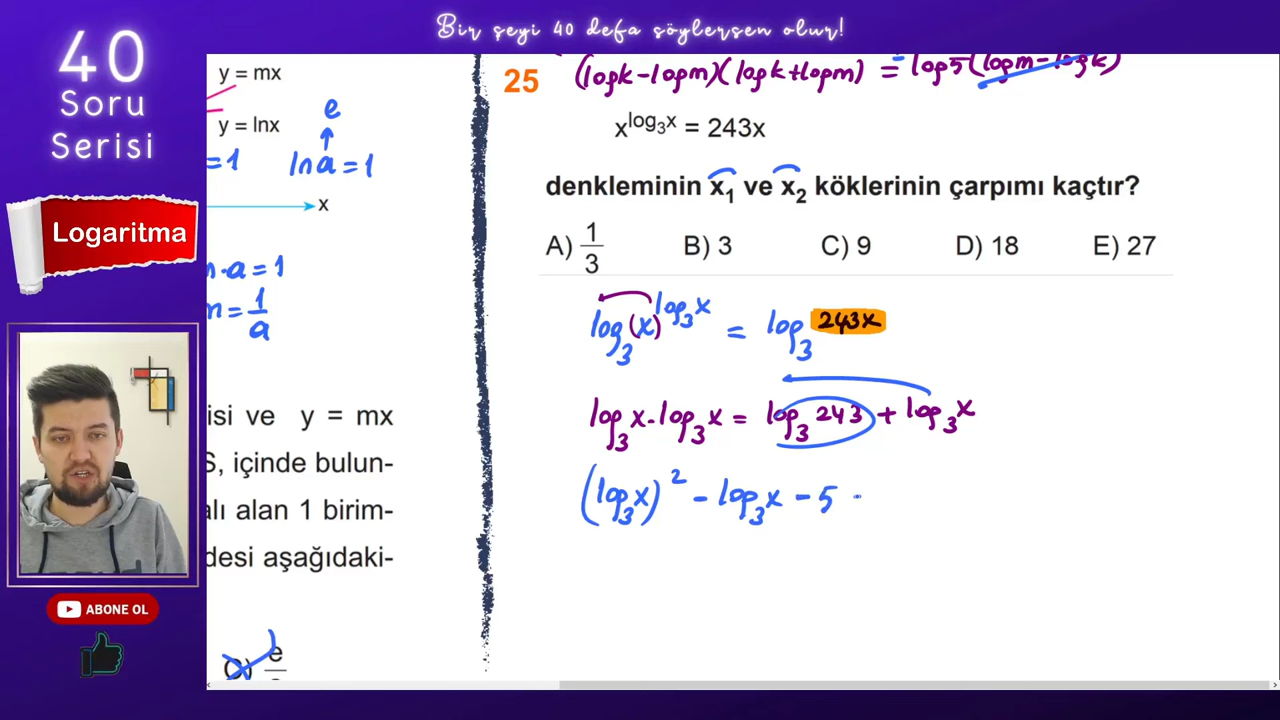 Bir şeyi 40 defa söylersen olur!
40
Soru
Serisi
Logaritma
ABONE OL
y = mx
e
y = lnx
= 1
ln a = 1
x
· a = 1
= 1/a
isi ve y = mx
S, içinde bulun-
alı alan 1 birim-
desi aşağıdaki-
C) e
25
(logk − logm)(logk + logm) = log5 (logm − logk)
x^{log₃x} = 243x
denkleminin x₁ ve x₂ köklerinin çarpımı kaçtır?
A) 1/3 B) 3 C) 9 D) 18 E) 27
log₃(x)^{log₃x} = log₃ 243x
log₃x · log₃x = log₃243 + log₃x
(log₃x)² − log₃x − 5